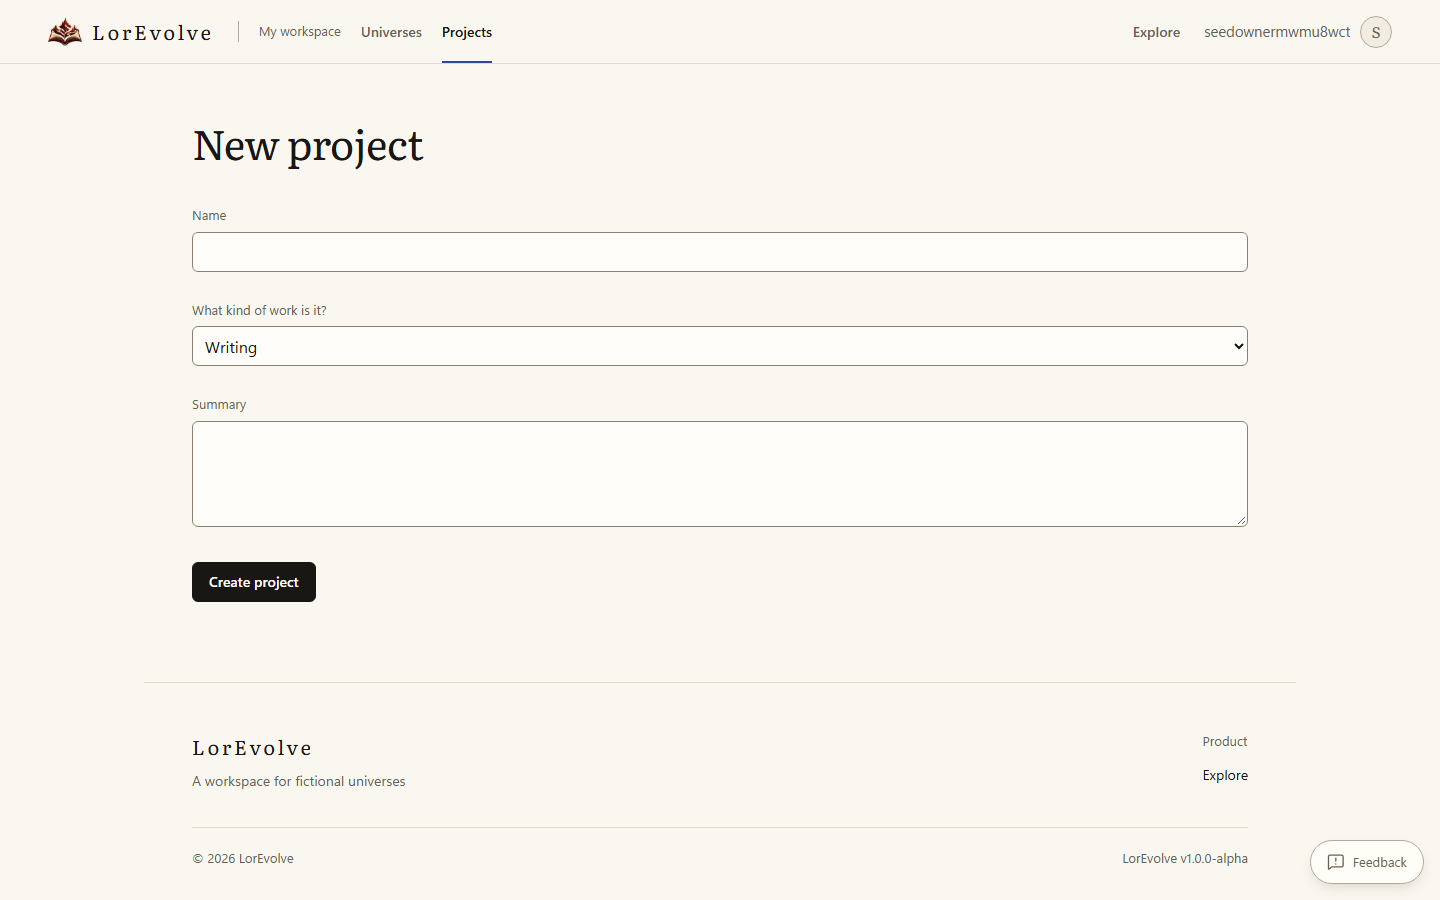 LorEvolve
My workspace
Universes
Projects
Explore
seedownermwmu8wct
S
New project
Name
What kind of work is it?
Writing
Summary
Create project
LorEvolve
A workspace for fictional universes
Product
Explore
© 2026 LorEvolve
LorEvolve v1.0.0-alpha
Feedback